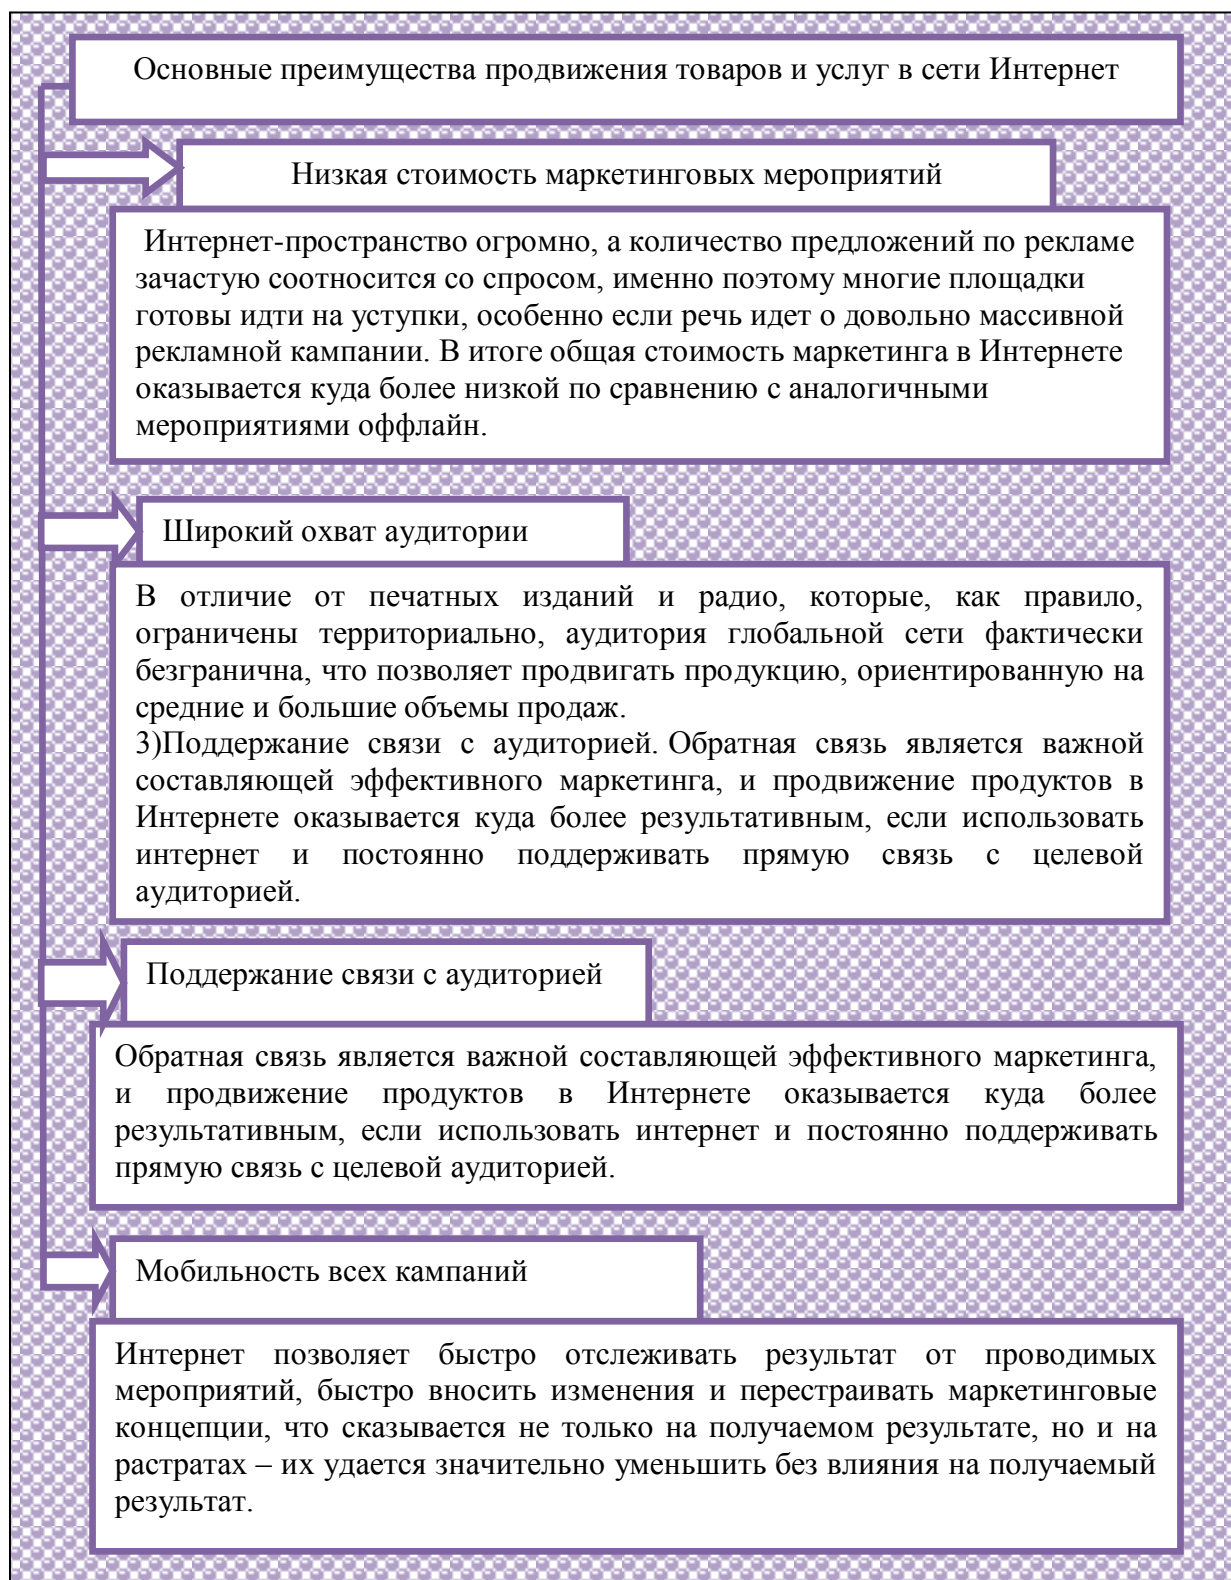 Основные преимущества продвижения товаров и услуг в сети Интернет
Низкая стоимость маркетинговых мероприятий
Интернет-пространство огромно, а количество предложений по рекламе
зачастую соотносится со спросом, именно поэтому многие площадки
готовы идти на уступки, особенно если речь идет о довольно массивной
рекламной кампании. В итоге общая стоимость маркетинга в Интернете
оказывается куда более низкой по сравнению с аналогичными
мероприятиями оффлайн.
Широкий охват аудитории
В отличие от печатных изданий и радио, которые, как правило,
ограничены территориально, аудитория глобальной сети фактически
безгранична, что позволяет продвигать продукцию, ориентированную на
средние и большие объемы продаж.
3)Поддержание связи с аудиторией. Обратная связь является важной
составляющей эффективного маркетинга, и продвижение продуктов в
Интернете оказывается куда более результативным, если использовать
интернет и постоянно поддерживать прямую связь с целевой
аудиторией.
Поддержание связи с аудиторией
Обратная связь является важной составляющей эффективного маркетинга,
и продвижение продуктов в Интернете оказывается куда более
результативным, если использовать интернет и постоянно поддерживать
прямую связь с целевой аудиторией.
Мобильность всех кампаний
Интернет позволяет быстро отслеживать результат от проводимых
мероприятий, быстро вносить изменения и перестраивать маркетинговые
концепции, что сказывается не только на получаемом результате, но и на
растратах – их удается значительно уменьшить без влияния на получаемый
результат.